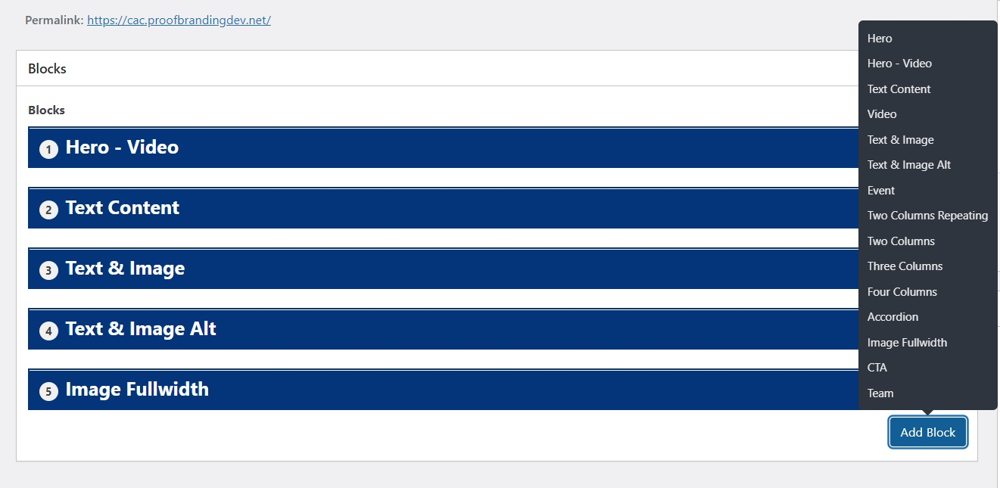 Permalink: https://cac.proofbrandingdev.net/
Blocks
Blocks
1 Hero - Video
2 Text Content
3 Text & Image
4 Text & Image Alt
5 Image Fullwidth
Hero
Hero - Video
Text Content
Video
Text & Image
Text & Image Alt
Event
Two Columns Repeating
Two Columns
Three Columns
Four Columns
Accordion
Image Fullwidth
CTA
Team
Add Block